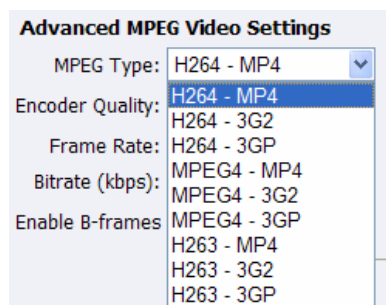 Advanced MPEG Video Settings
MPEG Type: H264 - MP4
H264 - MP4
Encoder Quality:
H264 - 3G2
Frame Rate: H264 - 3GP
MPEG4 - MP4
Bitrate (kbps):
MPEG4 - 3G2
Enable B-frames MPEG4 - 3GP
H263 - MP4
H263 - 3G2
H263 - 3GP